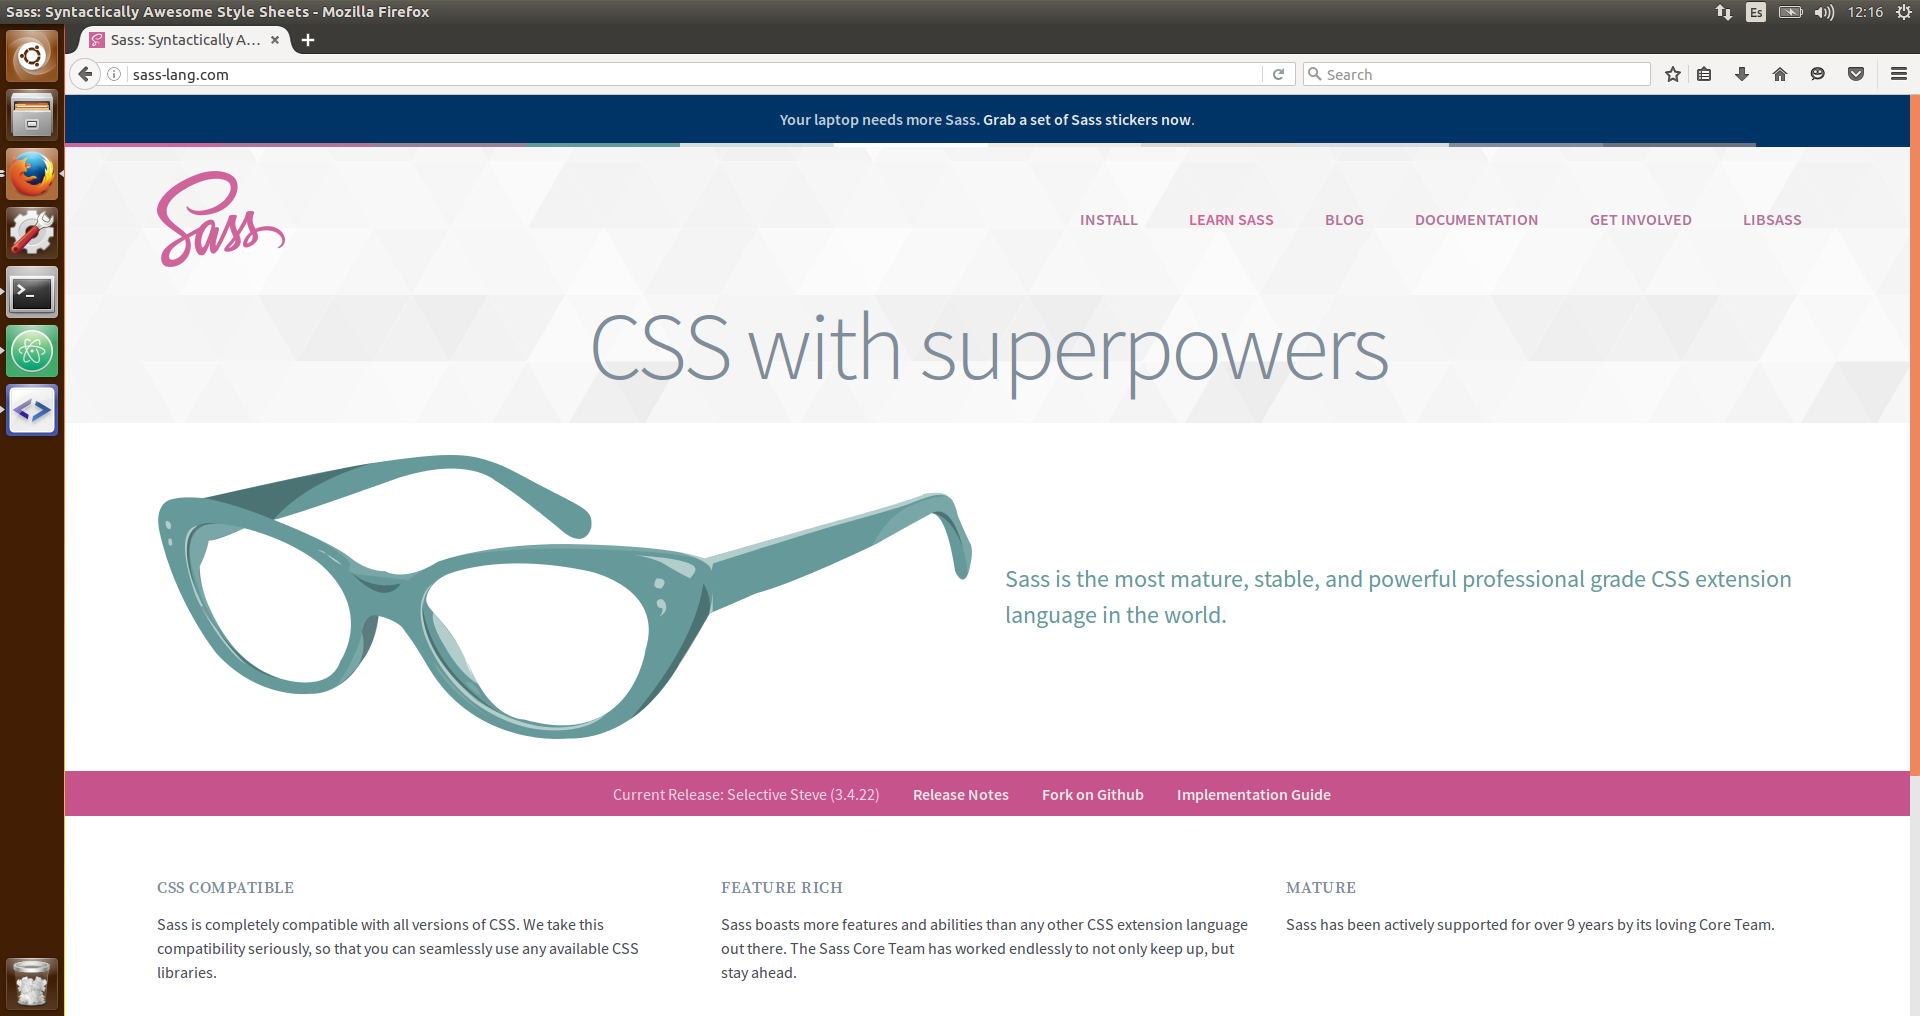 Sass: Syntactically Awesome Style Sheets - Mozilla Firefox
Es
12:16
Sass: Syntactically A...
sass-lang.com
Search
Your laptop needs more Sass. Grab a set of Sass stickers now.
Sass
INSTALL
LEARN SASS
BLOG
DOCUMENTATION
GET INVOLVED
LIBSASS
CSS with superpowers
Sass is the most mature, stable, and powerful professional grade CSS extension
language in the world.
Current Release: Selective Steve (3.4.22)
Release Notes
Fork on Github
Implementation Guide
CSS COMPATIBLE
Sass is completely compatible with all versions of CSS. We take this
compatibility seriously, so that you can seamlessly use any available CSS
libraries.
FEATURE RICH
Sass boasts more features and abilities than any other CSS extension language
out there. The Sass Core Team has worked endlessly to not only keep up, but
stay ahead.
MATURE
Sass has been actively supported for over 9 years by its loving Core Team.